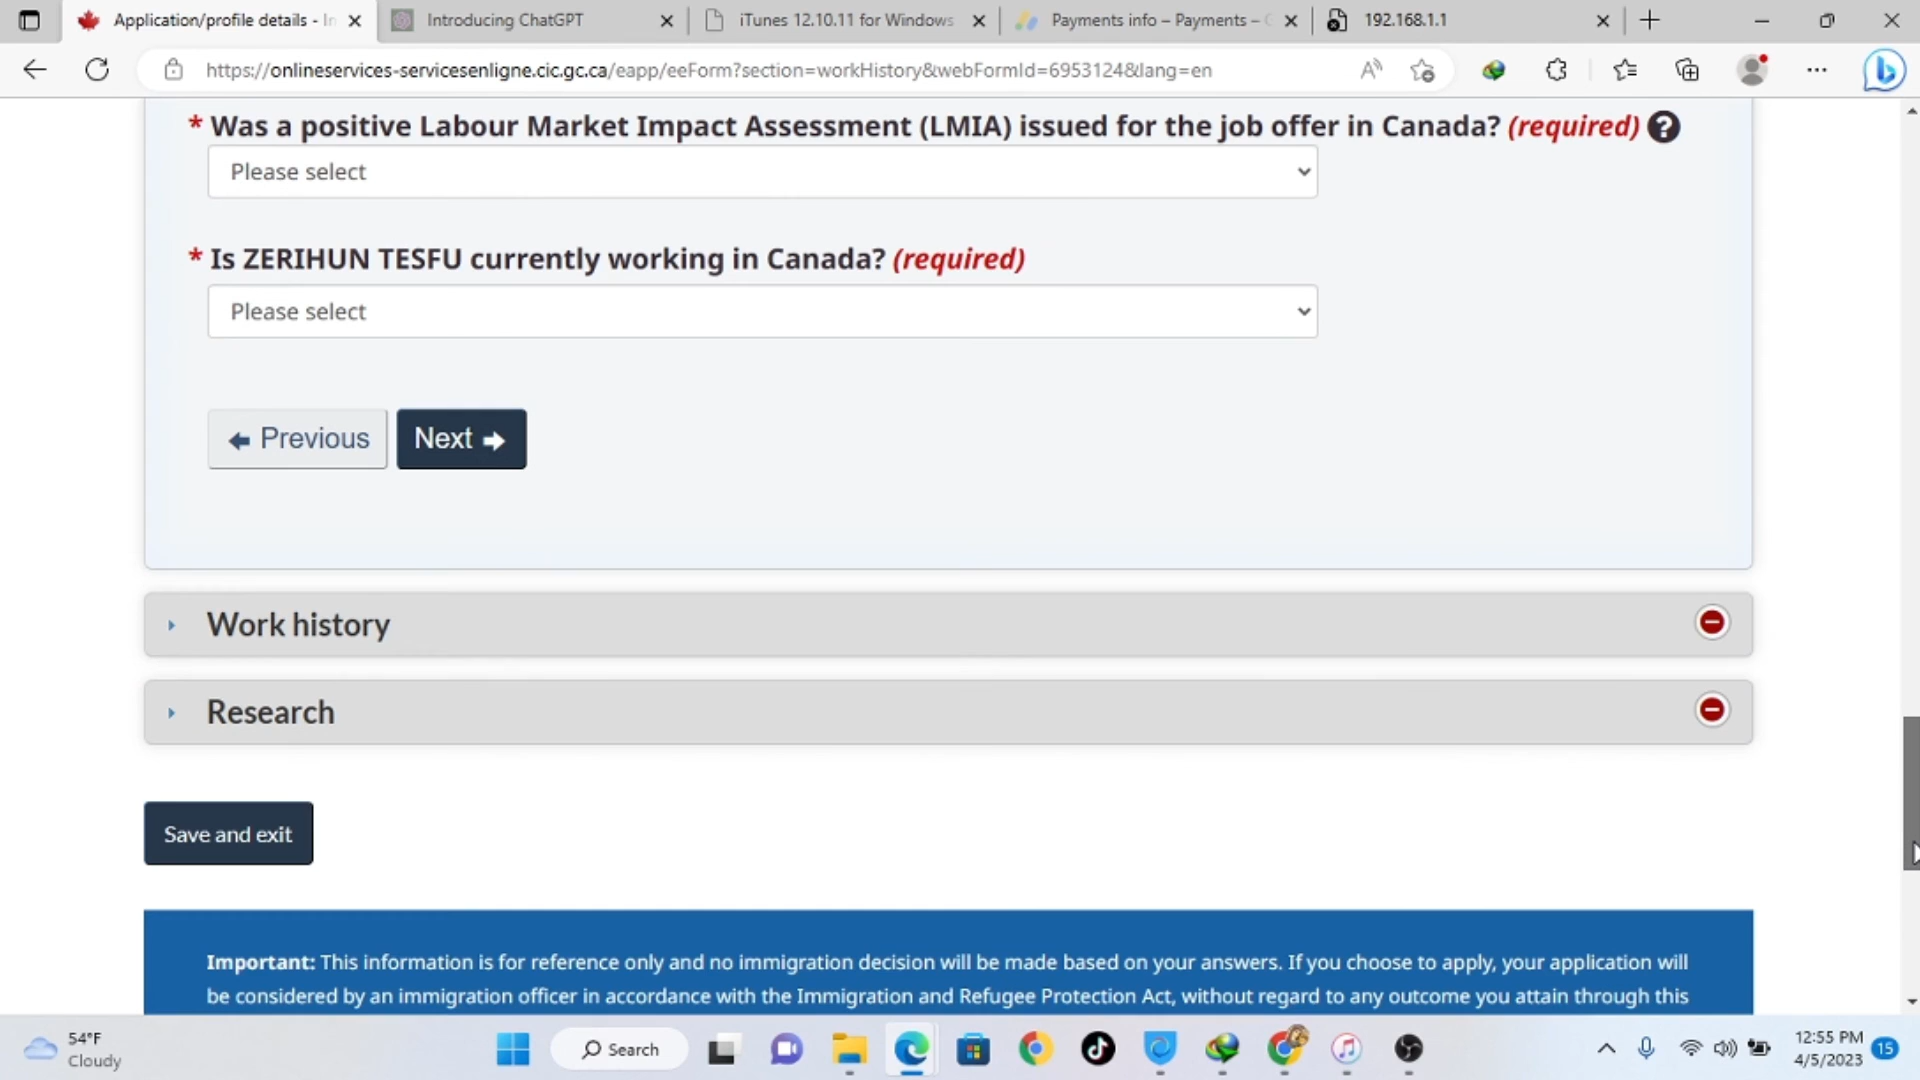 Application/profile details - In
Introducing ChatGPT
iTunes 12.10.11 for Windows
Payments info – Payments –
192.168.1.1
https://onlineservices-servicesenligne.cic.gc.ca/eapp/eeForm?section=workHistory&webFormId=6953124&lang=en
* Was a positive Labour Market Impact Assessment (LMIA) issued for the job offer in Canada? (required) ?
Please select
* Is ZERIHUN TESFU currently working in Canada? (required)
Please select
Previous
Next
Work history
Research
Save and exit
Important: This information is for reference only and no immigration decision will be made based on your answers. If you choose to apply, your application will
be considered by an immigration officer in accordance with the Immigration and Refugee Protection Act, without regard to any outcome you attain through this
54°F
Cloudy
Search
12:55 PM
4/5/2023
15